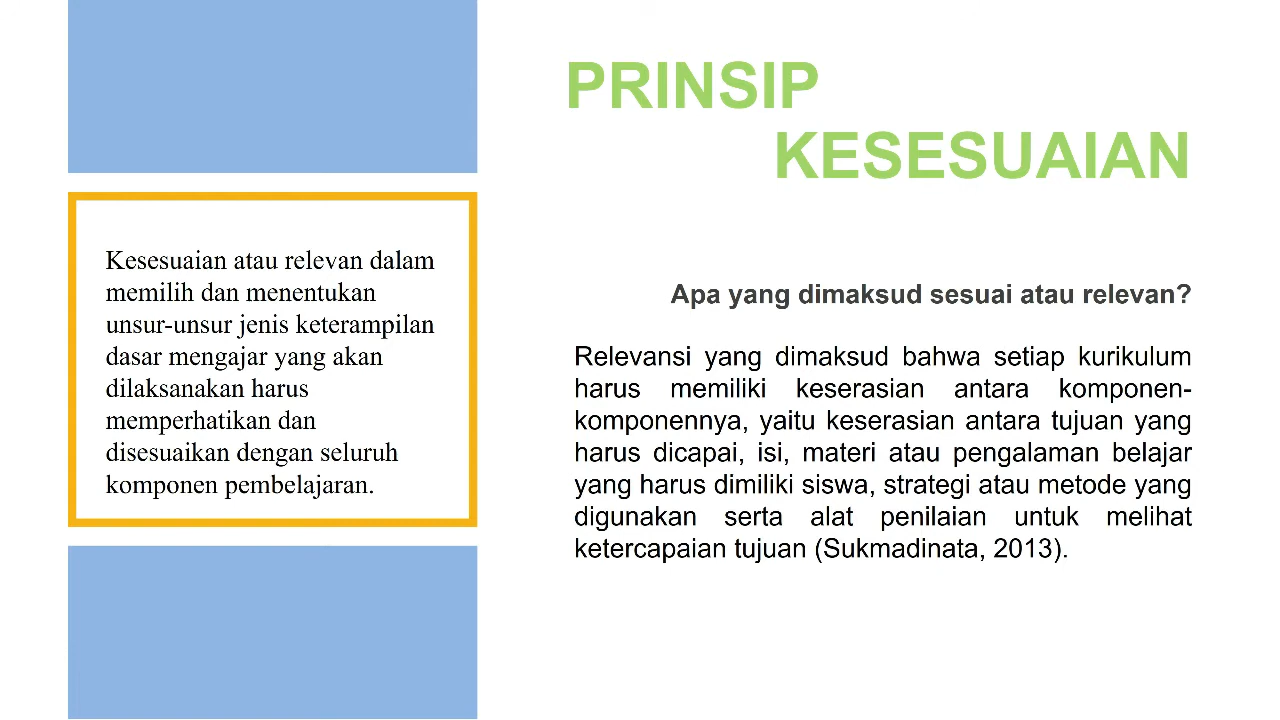 PRINSIP
KESESUAIAN
Kesesuaian atau relevan dalam
memilih dan menentukan
unsur-unsur jenis keterampilan
dasar mengajar yang akan
dilaksanakan harus
memperhatikan dan
disesuaikan dengan seluruh
komponen pembelajaran.
Apa yang dimaksud sesuai atau relevan?
Relevansi yang dimaksud bahwa setiap kurikulum
harus memiliki keserasian antara komponen-
komponennya, yaitu keserasian antara tujuan yang
harus dicapai, isi, materi atau pengalaman belajar
yang harus dimiliki siswa, strategi atau metode yang
digunakan serta alat penilaian untuk melihat
ketercapaian tujuan (Sukmadinata, 2013).